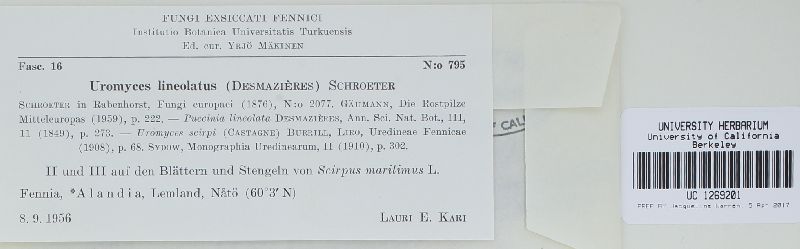 FUNGI EXSICCATI FENNICI
Institutio Botanica Universitatis Turkuensis
Ed. cur. YRJÖ MÄKINEN
Fasc. 16 N:o 795
Uromyces lineolatus (DESMAZIÈRES) SCHROETER
SCHROETER in Rabenhorst, Fungi europaei (1876), N:o 2077. GÄUMANN, Die Rostpilze
Mitteleuropas (1959), p. 222. — Puccinia lineolata DESMAZIÈRES, Ann. Sci. Nat. Bot., III,
11 (1849), p. 273. — Uromyces scirpi (CASTAGNE) BURRILL, LIRO, Uredineae Fennicae
(1908), p. 68. SYDOW, Monographia Uredinearum, II (1910), p. 302.
II und III auf den Blättern und Stengeln von Scirpus maritimus L.
Fennia, *Alandia, Lemland, Nåtö (60°3′ N)
8. 9. 1956 LAURI E. KARI
CAL
UNIVERSITY HERBARIUM
University of California
Berkeley
UC 1269201
5 Apr 2017